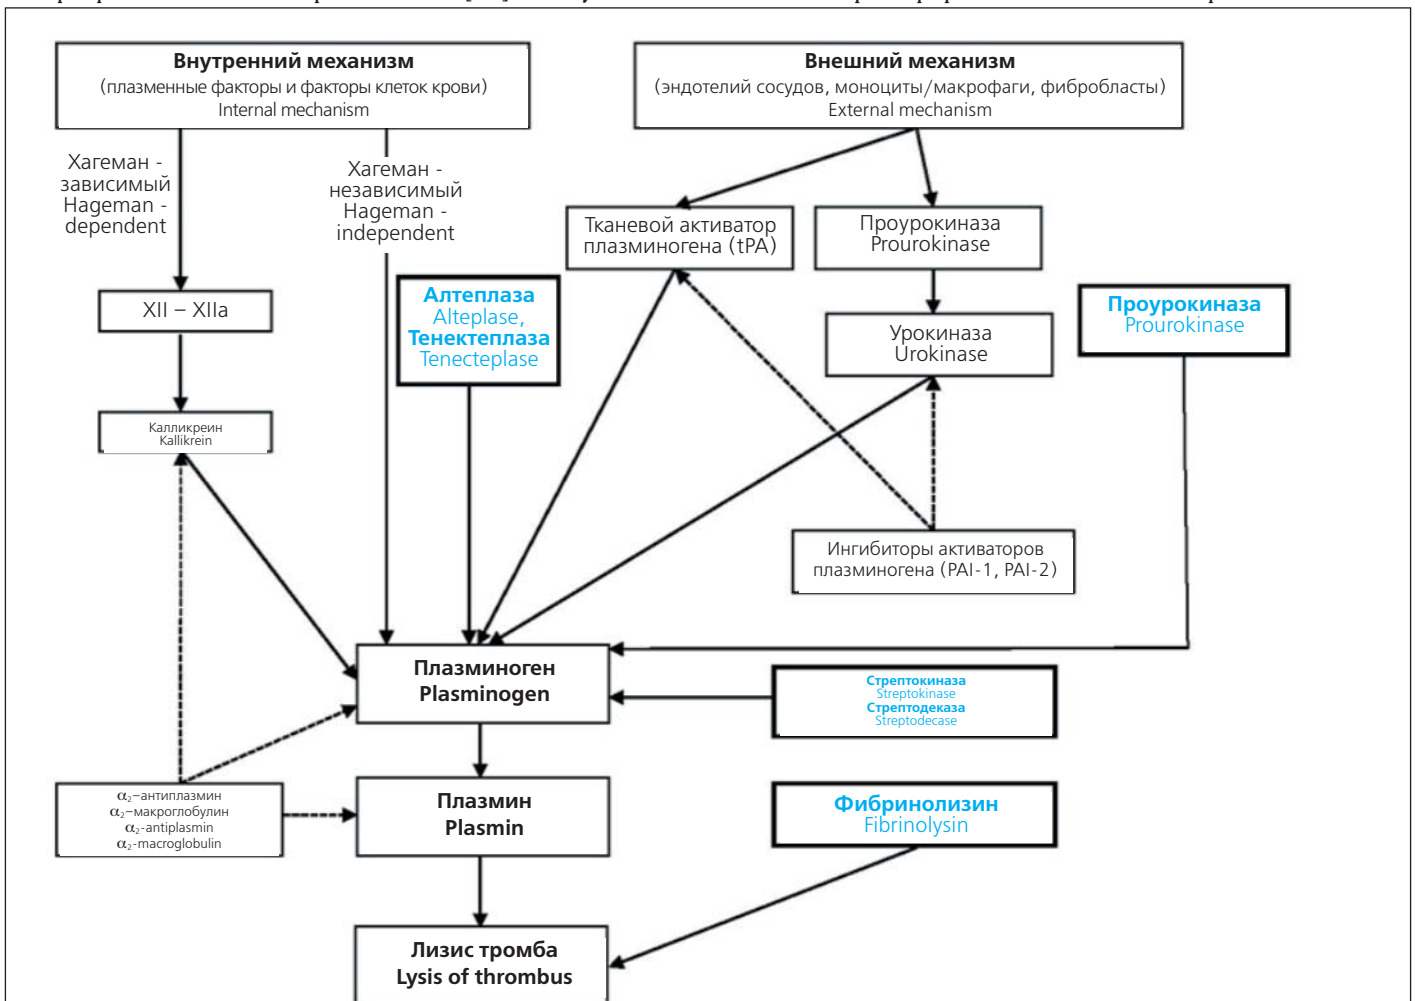 Внутренний механизм
(плазменные факторы и факторы клеток крови)
Internal mechanism
Внешний механизм
(эндотелий сосудов, моноциты/макрофаги, фибробласты)
External mechanism
Хагеман -
зависимый
Hageman -
dependent
Хагеман -
независимый
Hageman -
independent
Тканевой активатор
плазминогена (tPA)
Проурокиназа
Prourokinase
XII – XIIa
Алтеплаза
Alteplase,
Тенектеплаза
Tenecteplase
Проурокиназа
Prourokinase
Урокиназа
Urokinase
Калликреин
Kallikrein
Ингибиторы активаторов
плазминогена (PAI-1, PAI-2)
Плазминоген
Plasminogen
Стрептокиназа
Streptokinase
Стрептодеказа
Streptodecase
α₂–антиплазмин
α₂–макроглобулин
α₂-antiplasmin
α₂-macroglobulin
Плазмин
Plasmin
Фибринолизин
Fibrinolysin
Лизис тромба
Lysis of thrombus